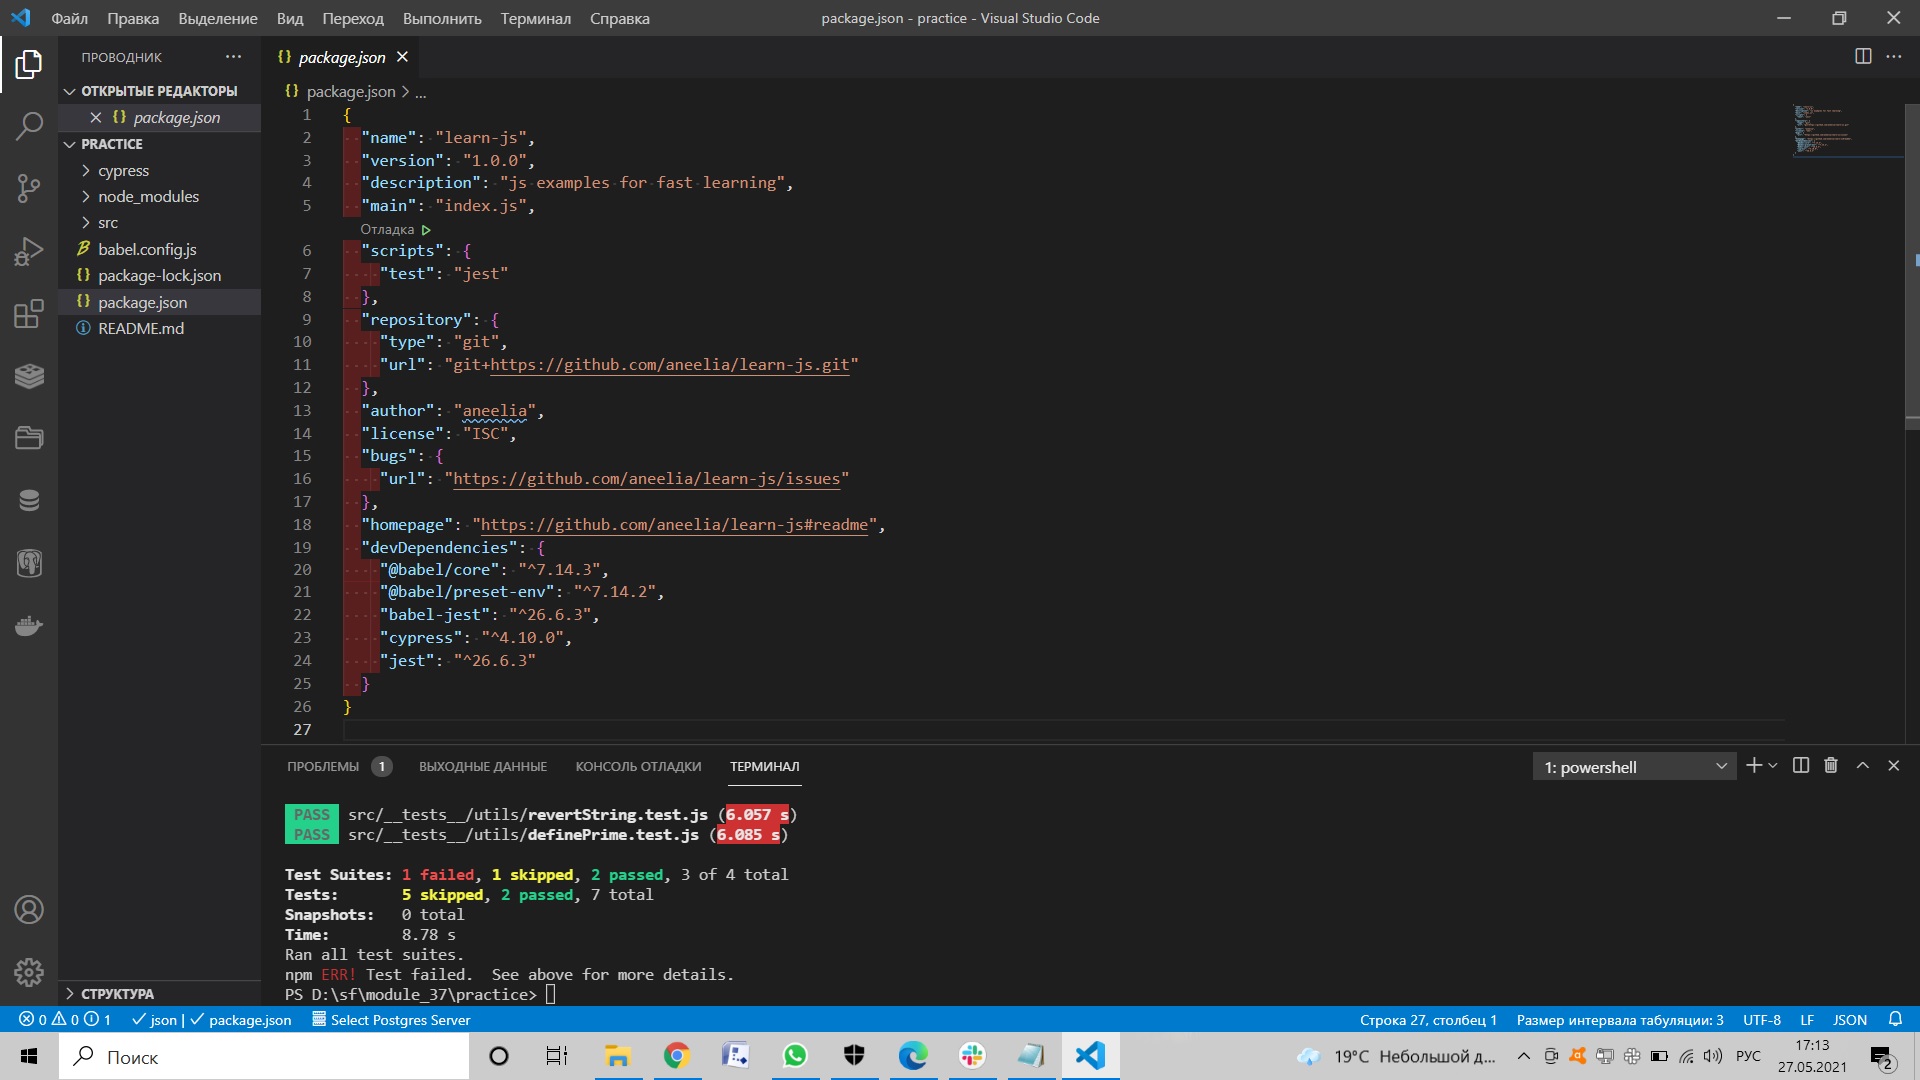 Файл Правка Выделение Вид Переход Выполнить Терминал Справка
package.json - practice - Visual Studio Code
ПРОВОДНИК
ОТКРЫТЫЕ РЕДАКТОРЫ
package.json
PRACTICE
cypress
node_modules
src
babel.config.js
package-lock.json
package.json
README.md
СТРУКТУРА
package.json
package.json > ...
1 {
2 "name": "learn-js",
3 "version": "1.0.0",
4 "description": "js examples for fast learning",
5 "main": "index.js",
Отладка
6 "scripts": {
7 "test": "jest"
8 },
9 "repository": {
10 "type": "git",
11 "url": "git+https://github.com/aneelia/learn-js.git"
12 },
13 "author": "aneelia",
14 "license": "ISC",
15 "bugs": {
16 "url": "https://github.com/aneelia/learn-js/issues"
17 },
18 "homepage": "https://github.com/aneelia/learn-js#readme",
19 "devDependencies": {
20 "@babel/core": "^7.14.3",
21 "@babel/preset-env": "^7.14.2",
22 "babel-jest": "^26.6.3",
23 "cypress": "^4.10.0",
24 "jest": "^26.6.3"
25 }
26 }
27
ПРОБЛЕМЫ 1 ВЫХОДНЫЕ ДАННЫЕ КОНСОЛЬ ОТЛАДКИ ТЕРМИНАЛ
1: powershell
PASS src/__tests__/utils/revertString.test.js (6.057 s)
PASS src/__tests__/utils/definePrime.test.js (6.085 s)
Test Suites: 1 failed, 1 skipped, 2 passed, 3 of 4 total
Tests: 5 skipped, 2 passed, 7 total
Snapshots: 0 total
Time: 8.78 s
Ran all test suites.
npm ERR! Test failed.  See above for more details.
PS D:\sf\module_37\practice>
0 0 1 json | package.json Select Postgres Server
Строка 27, столбец 1 Размер интервала табуляции: 3 UTF-8 LF JSON
Поиск
19°C Небольшой д...
РУС
17:13
27.05.2021
2